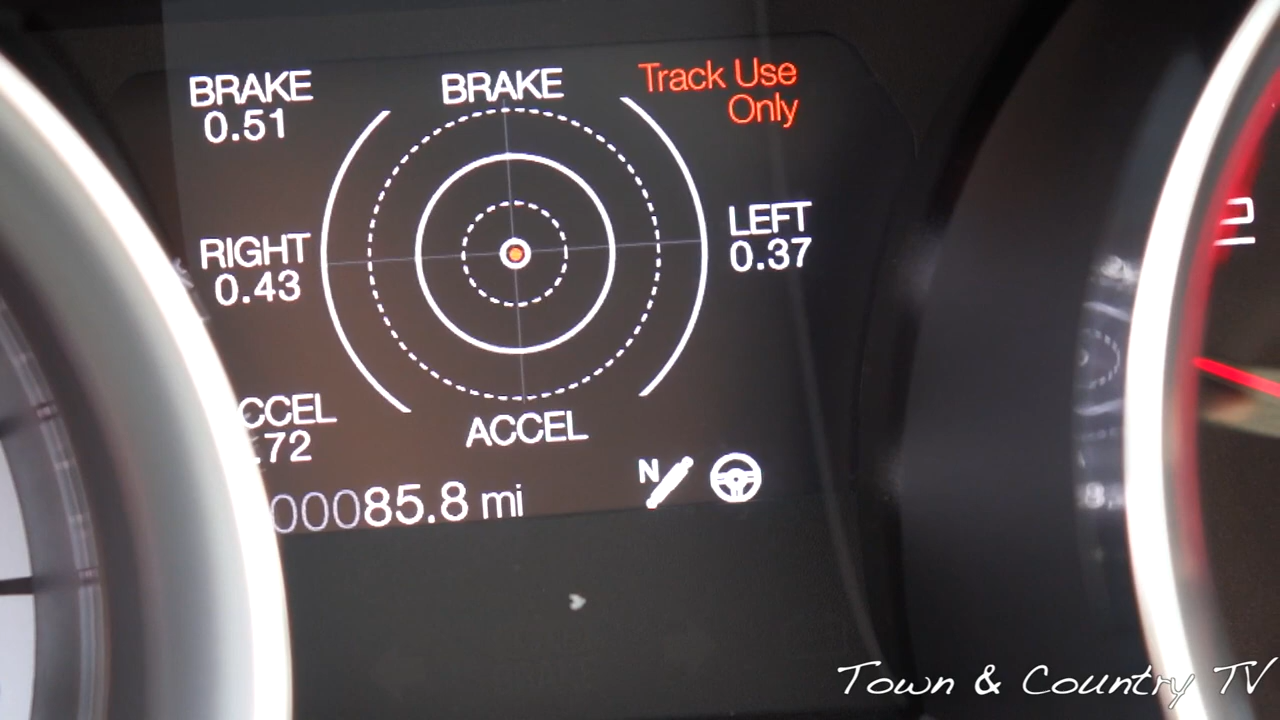 BRAKE
0.51
BRAKE
Track Use
Only
RIGHT
0.43
LEFT
0.37
CCEL
.72
ACCEL
00085.8 mi
N
Town & Country TV